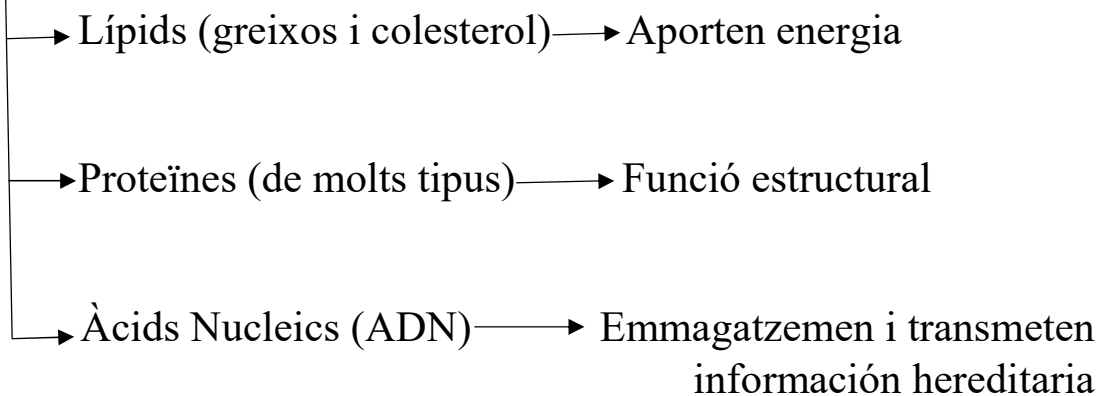 Lípids (greixos i colesterol) Aporten energia
Proteïnes (de molts tipus) Funció estructural
Àcids Nucleics (ADN) Emmagatzemen i transmeten
información hereditaria